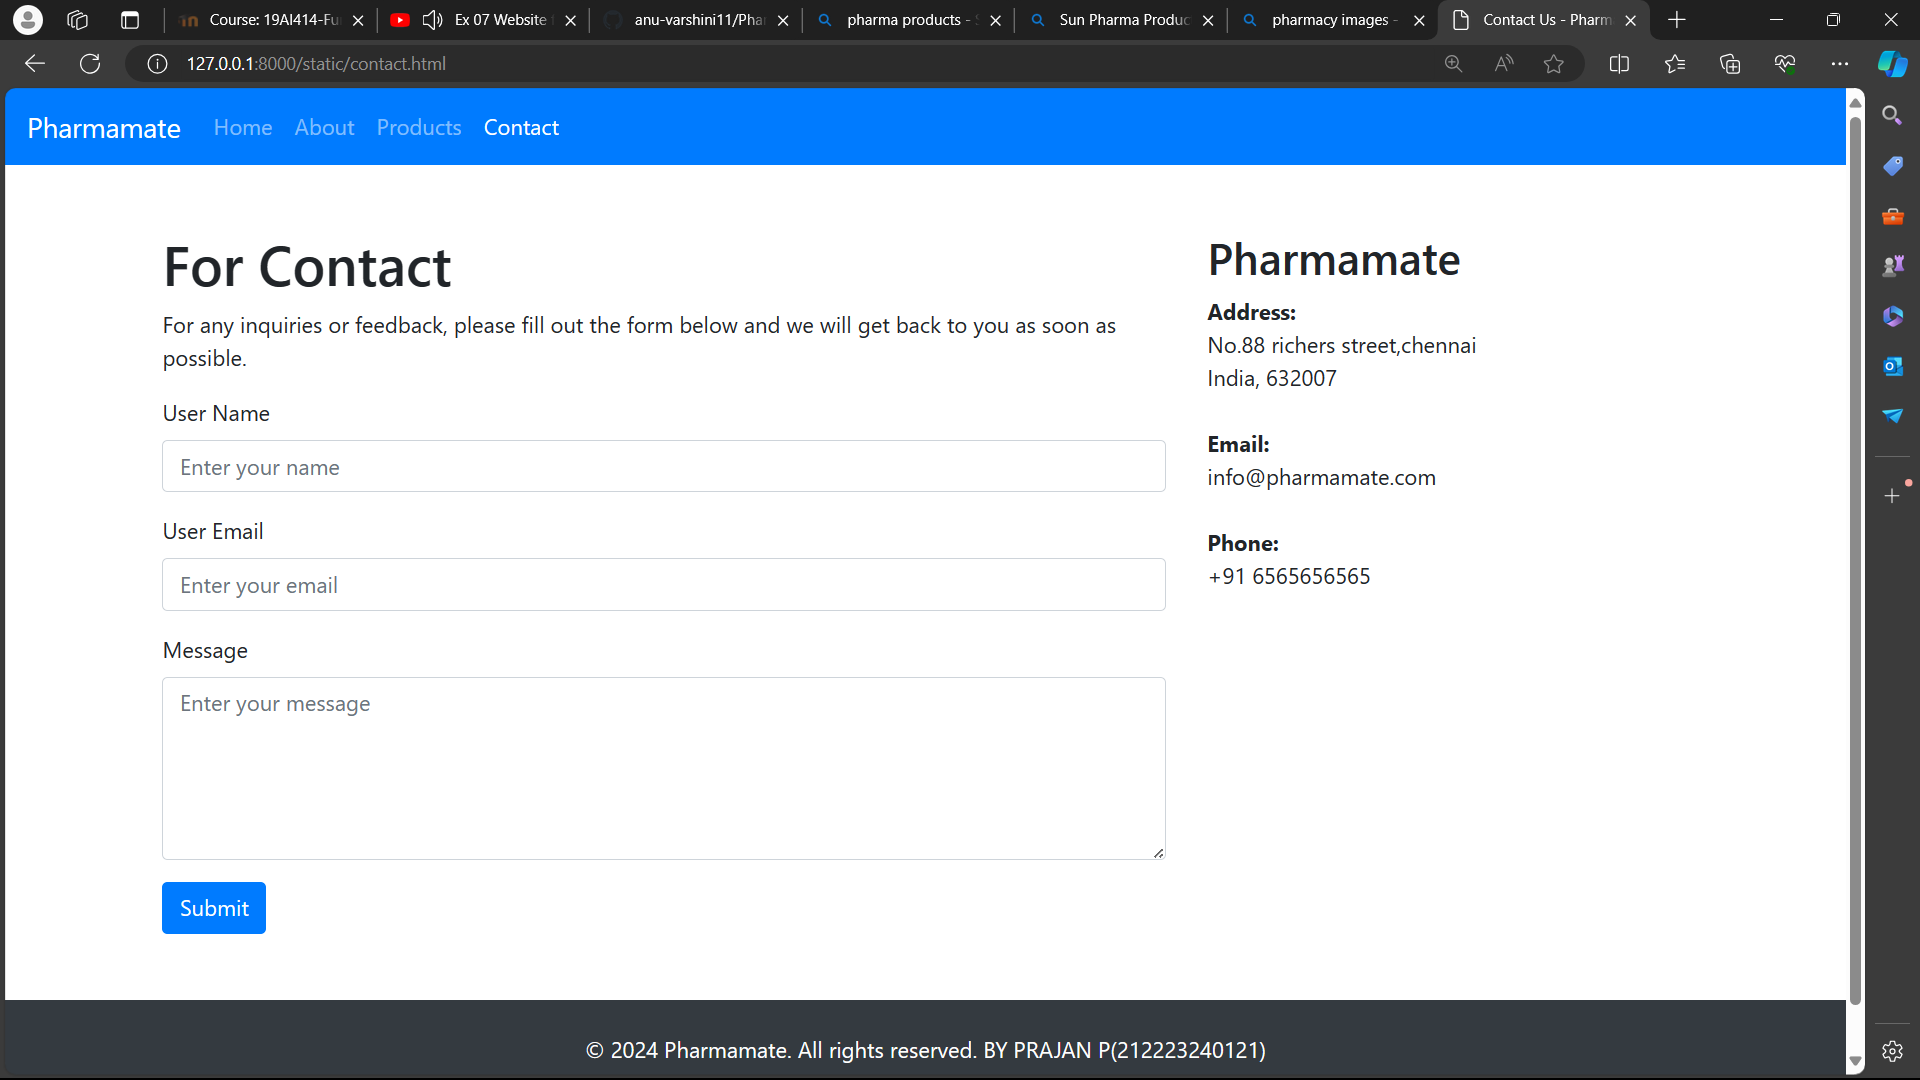 Course: 19AI414-Fu
Ex 07 Website
anu-varshini11/Phar
pharma products -
Sun Pharma Produc
pharmacy images -
Contact Us - Pharm
127.0.0.1:8000/static/contact.html
Pharmamate Home About Products Contact
For Contact
For any inquiries or feedback, please fill out the form below and we will get back to you as soon as
possible.
User Name
Enter your name
User Email
Enter your email
Message
Enter your message
Submit
Pharmamate
Address:
No.88 richers street,chennai
India, 632007
Email:
info@pharmamate.com
Phone:
+91 6565656565
© 2024 Pharmamate. All rights reserved. BY PRAJAN P(212223240121)